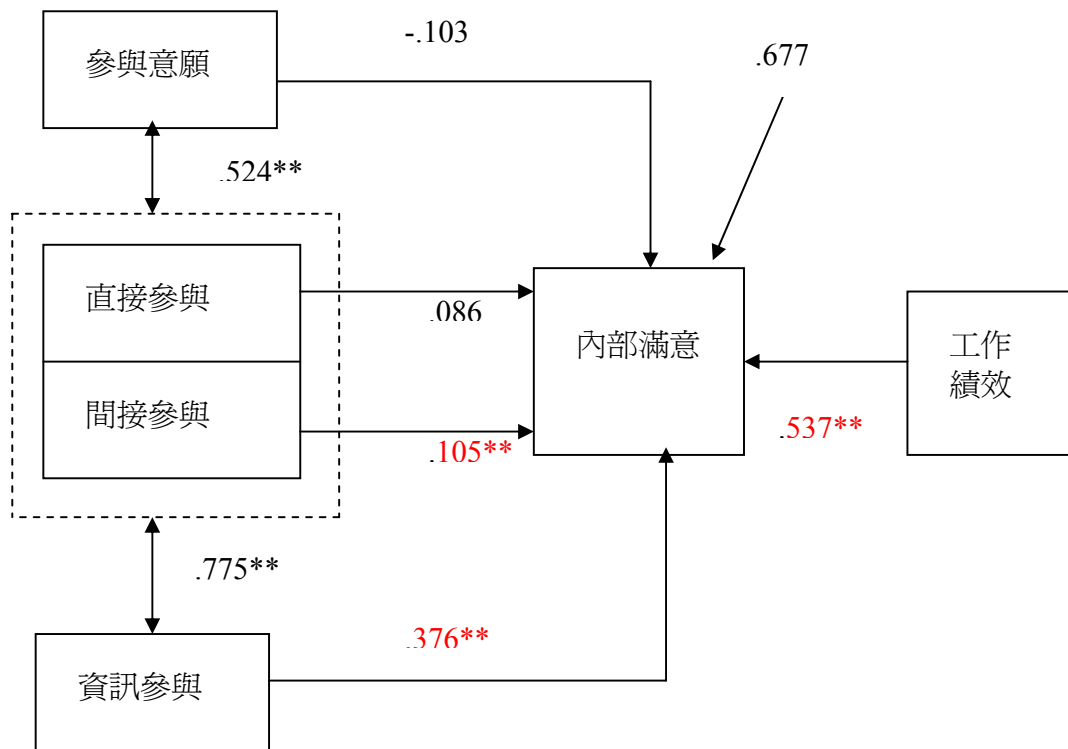 -.103
參與意願
.677
.524**
直接參與
.086
內部滿意
工作
績效
間接參與
.105**
.537**
.775**
.376**
資訊參與